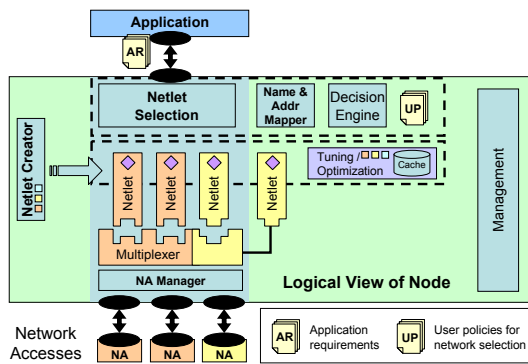 Application
AR
Netlet
Selection
Name &
Addr
Mapper
Decision
Engine
UP
Netlet Creator
Netlet
Netlet
Netlet
Netlet
Tuning /
Optimization
Cache
Management
Multiplexer
NA Manager
Logical View of Node
Network
Accesses
NA
NA
NA
AR
Application
requirements
UP
User policies for
network selection